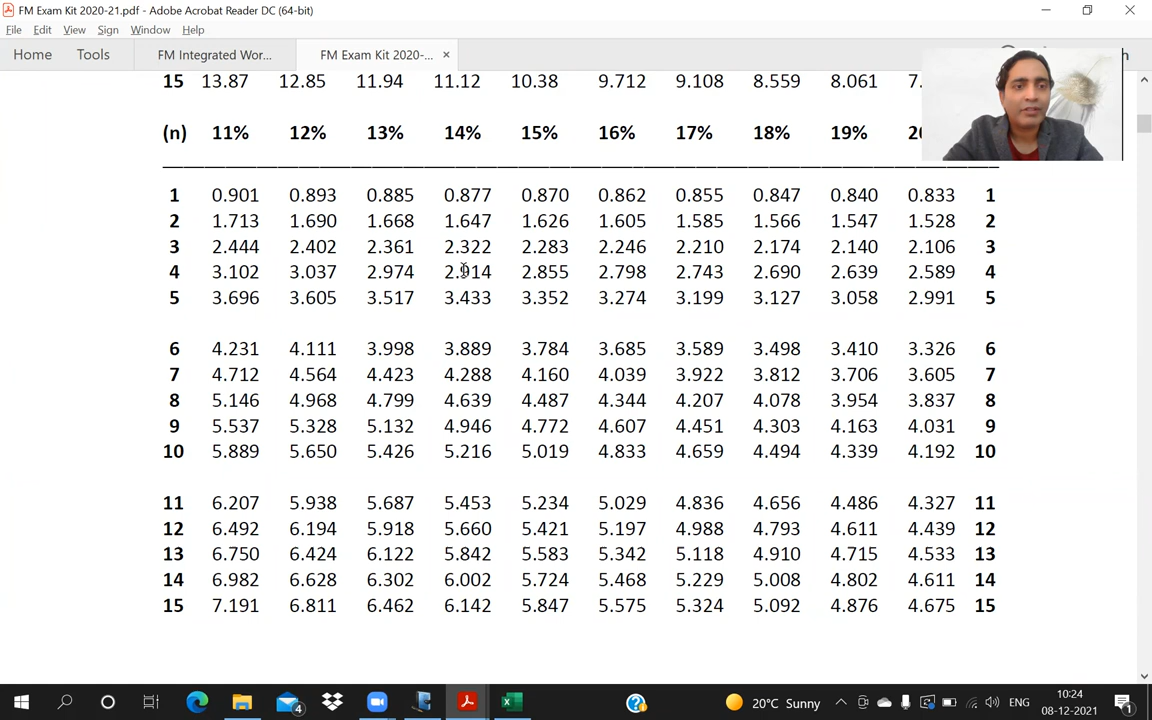 FM Exam Kit 2020-21.pdf - Adobe Acrobat Reader DC (64-bit)
File Edit View Sign Window Help
Home Tools FM Integrated Wor... FM Exam Kit 2020-... ×
15 13.87 12.85 11.94 11.12 10.38 9.712 9.108 8.559 8.061 7.
(n) 11% 12% 13% 14% 15% 16% 17% 18% 19%
1 0.901 0.893 0.885 0.877 0.870 0.862 0.855 0.847 0.840 0.833 1
2 1.713 1.690 1.668 1.647 1.626 1.605 1.585 1.566 1.547 1.528 2
3 2.444 2.402 2.361 2.322 2.283 2.246 2.210 2.174 2.140 2.106 3
4 3.102 3.037 2.974 2.914 2.855 2.798 2.743 2.690 2.639 2.589 4
5 3.696 3.605 3.517 3.433 3.352 3.274 3.199 3.127 3.058 2.991 5
6 4.231 4.111 3.998 3.889 3.784 3.685 3.589 3.498 3.410 3.326 6
7 4.712 4.564 4.423 4.288 4.160 4.039 3.922 3.812 3.706 3.605 7
8 5.146 4.968 4.799 4.639 4.487 4.344 4.207 4.078 3.954 3.837 8
9 5.537 5.328 5.132 4.946 4.772 4.607 4.451 4.303 4.163 4.031 9
10 5.889 5.650 5.426 5.216 5.019 4.833 4.659 4.494 4.339 4.192 10
11 6.207 5.938 5.687 5.453 5.234 5.029 4.836 4.656 4.486 4.327 11
12 6.492 6.194 5.918 5.660 5.421 5.197 4.988 4.793 4.611 4.439 12
13 6.750 6.424 6.122 5.842 5.583 5.342 5.118 4.910 4.715 4.533 13
14 6.982 6.628 6.302 6.002 5.724 5.468 5.229 5.008 4.802 4.611 14
15 7.191 6.811 6.462 6.142 5.847 5.575 5.324 5.092 4.876 4.675 15
4 20°C Sunny ENG 10:24
08-12-2021 1